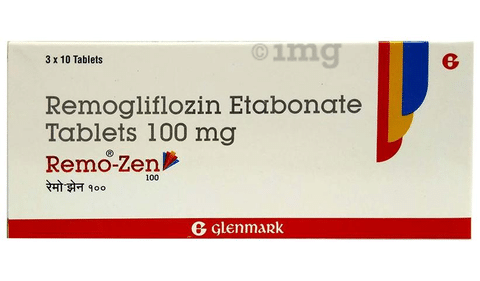 ©1mg
3 x 10 Tablets
Remogliflozin Etabonate
Tablets 100 mg
Remo®-Zen
100
रेमो-झेन १००
glenmark